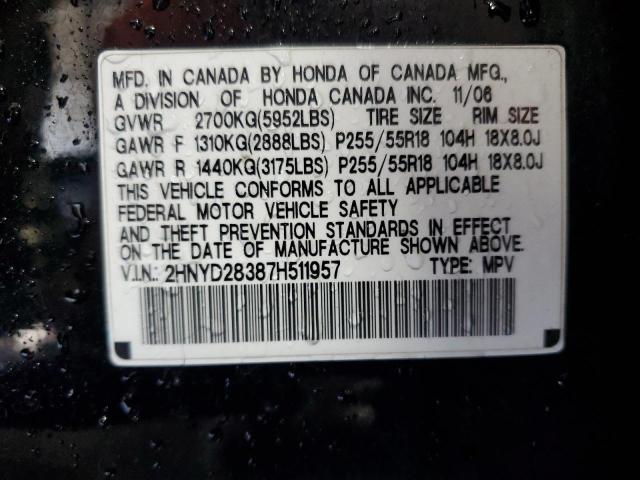 MFD. IN CANADA BY HONDA OF CANADA MFG.,
A DIVISION OF HONDA CANADA INC. 11/06
GVWR 2700KG(5952LBS) TIRE SIZE RIM SIZE
GAWR F 1310KG(2888LBS) P255/55R18 104H 18X8.0J
GAWR R 1440KG(3175LBS) P255/55R18 104H 18X8.0J
THIS VEHICLE CONFORMS TO ALL APPLICABLE
FEDERAL MOTOR VEHICLE SAFETY
AND THEFT PREVENTION STANDARDS IN EFFECT
ON THE DATE OF MANUFACTURE SHOWN ABOVE.
V.I.N.: 2HNYD28387H511957 TYPE: MPV